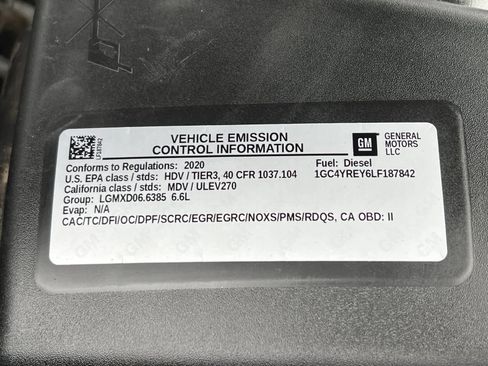 LF187842
VEHICLE EMISSION
CONTROL INFORMATION
GM
GENERAL
MOTORS
LLC
Conforms to Regulations: 2020
Fuel: Diesel
U.S. EPA class / stds: HDV / TIER3, 40 CFR 1037.104
1GC4YREY6LF187842
California class / stds: MDV / ULEV270
Group: LGMXD06.6385 6.6L
Evap: N/A
CAC/TC/DFI/OC/DPF/SCRC/EGR/EGRC/NOXS/PMS/RDQS, CA OBD: II